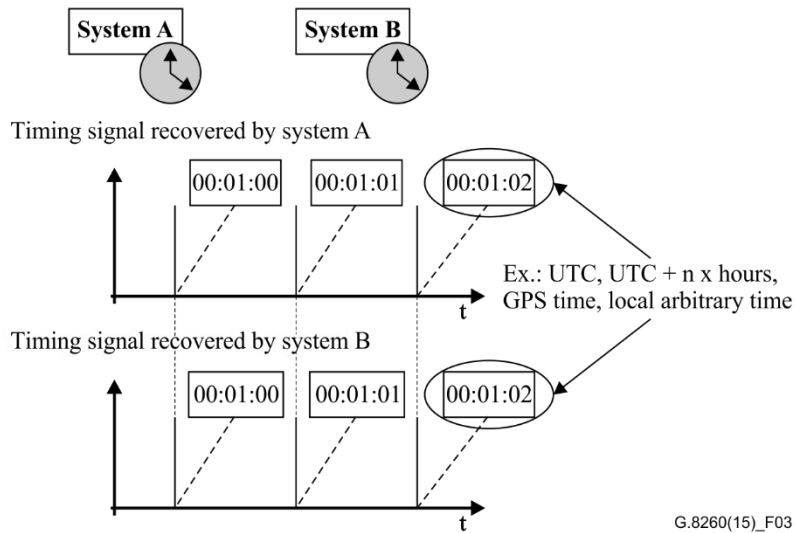 System A
System B
Timing signal recovered by system A
00:01:00
00:01:01
00:01:02
t
Ex.: UTC, UTC + n x hours,
GPS time, local arbitrary time
Timing signal recovered by system B
00:01:00
00:01:01
00:01:02
t
G.8260(15)_F03